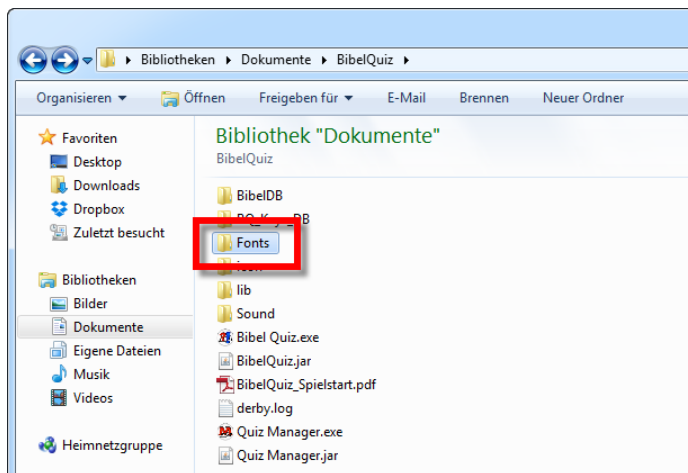 Bibliotheken ▸ Dokumente ▸ BibelQuiz ▸
Organisieren Öffnen Freigeben für E-Mail Brennen Neuer Ordner
Favoriten
Desktop
Downloads
Dropbox
Zuletzt besucht
Bibliotheken
Bilder
Dokumente
Eigene Dateien
Musik
Videos
Heimnetzgruppe
Bibliothek "Dokumente"
BibelQuiz
BibelDB
Fonts
lib
Sound
Bibel Quiz.exe
BibelQuiz.jar
BibelQuiz_Spielstart.pdf
derby.log
Quiz Manager.exe
Quiz Manager.jar